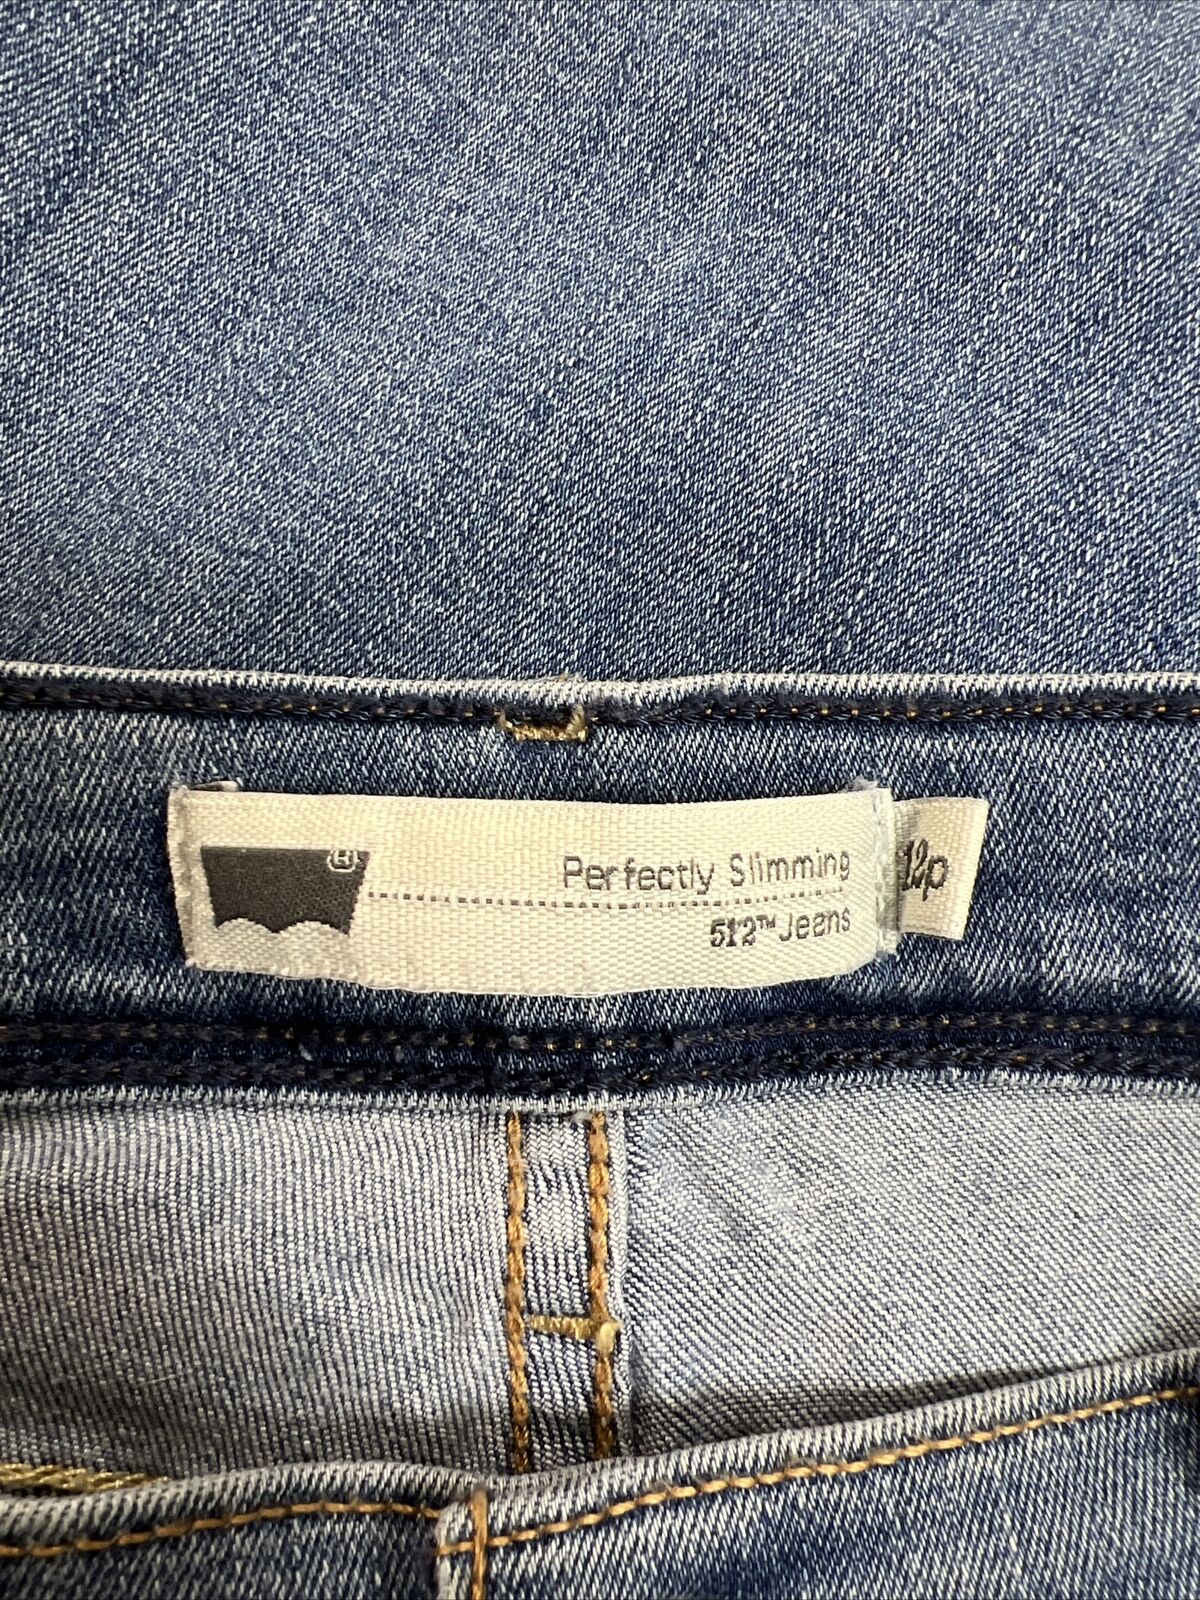 ®
Perfectly Slimming
512™ Jeans
12p